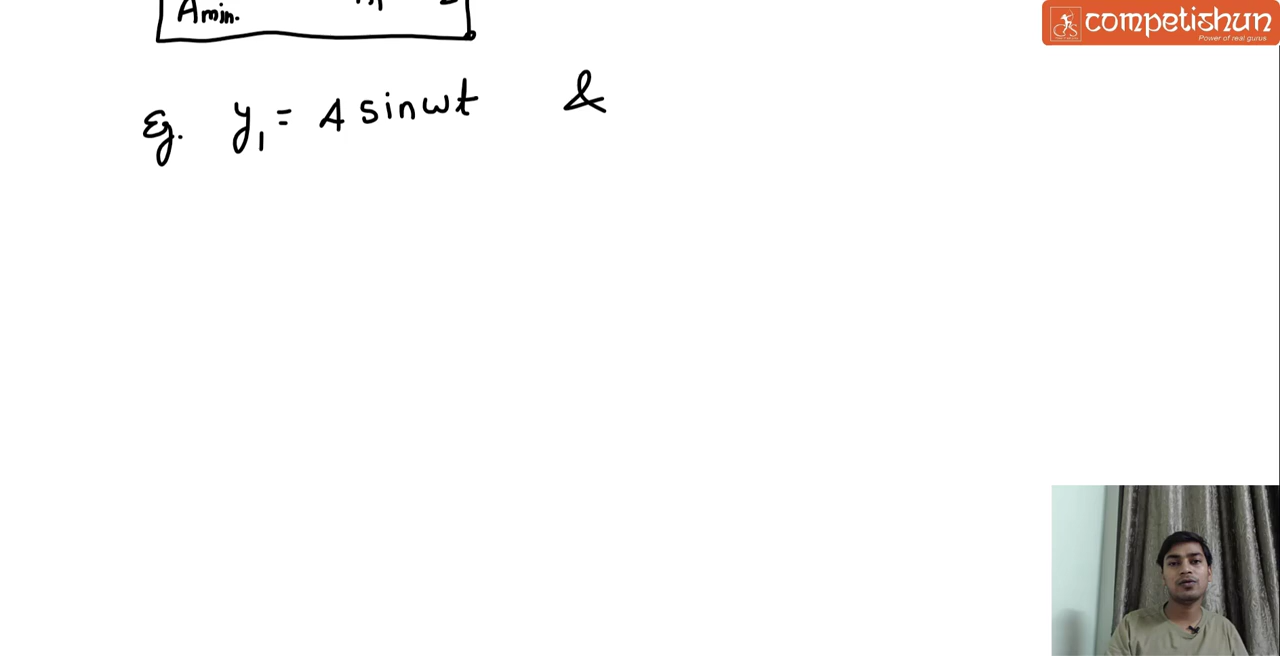 competishun
Power of real gurus
Amin.
Eg. y₁ = A sinωt &